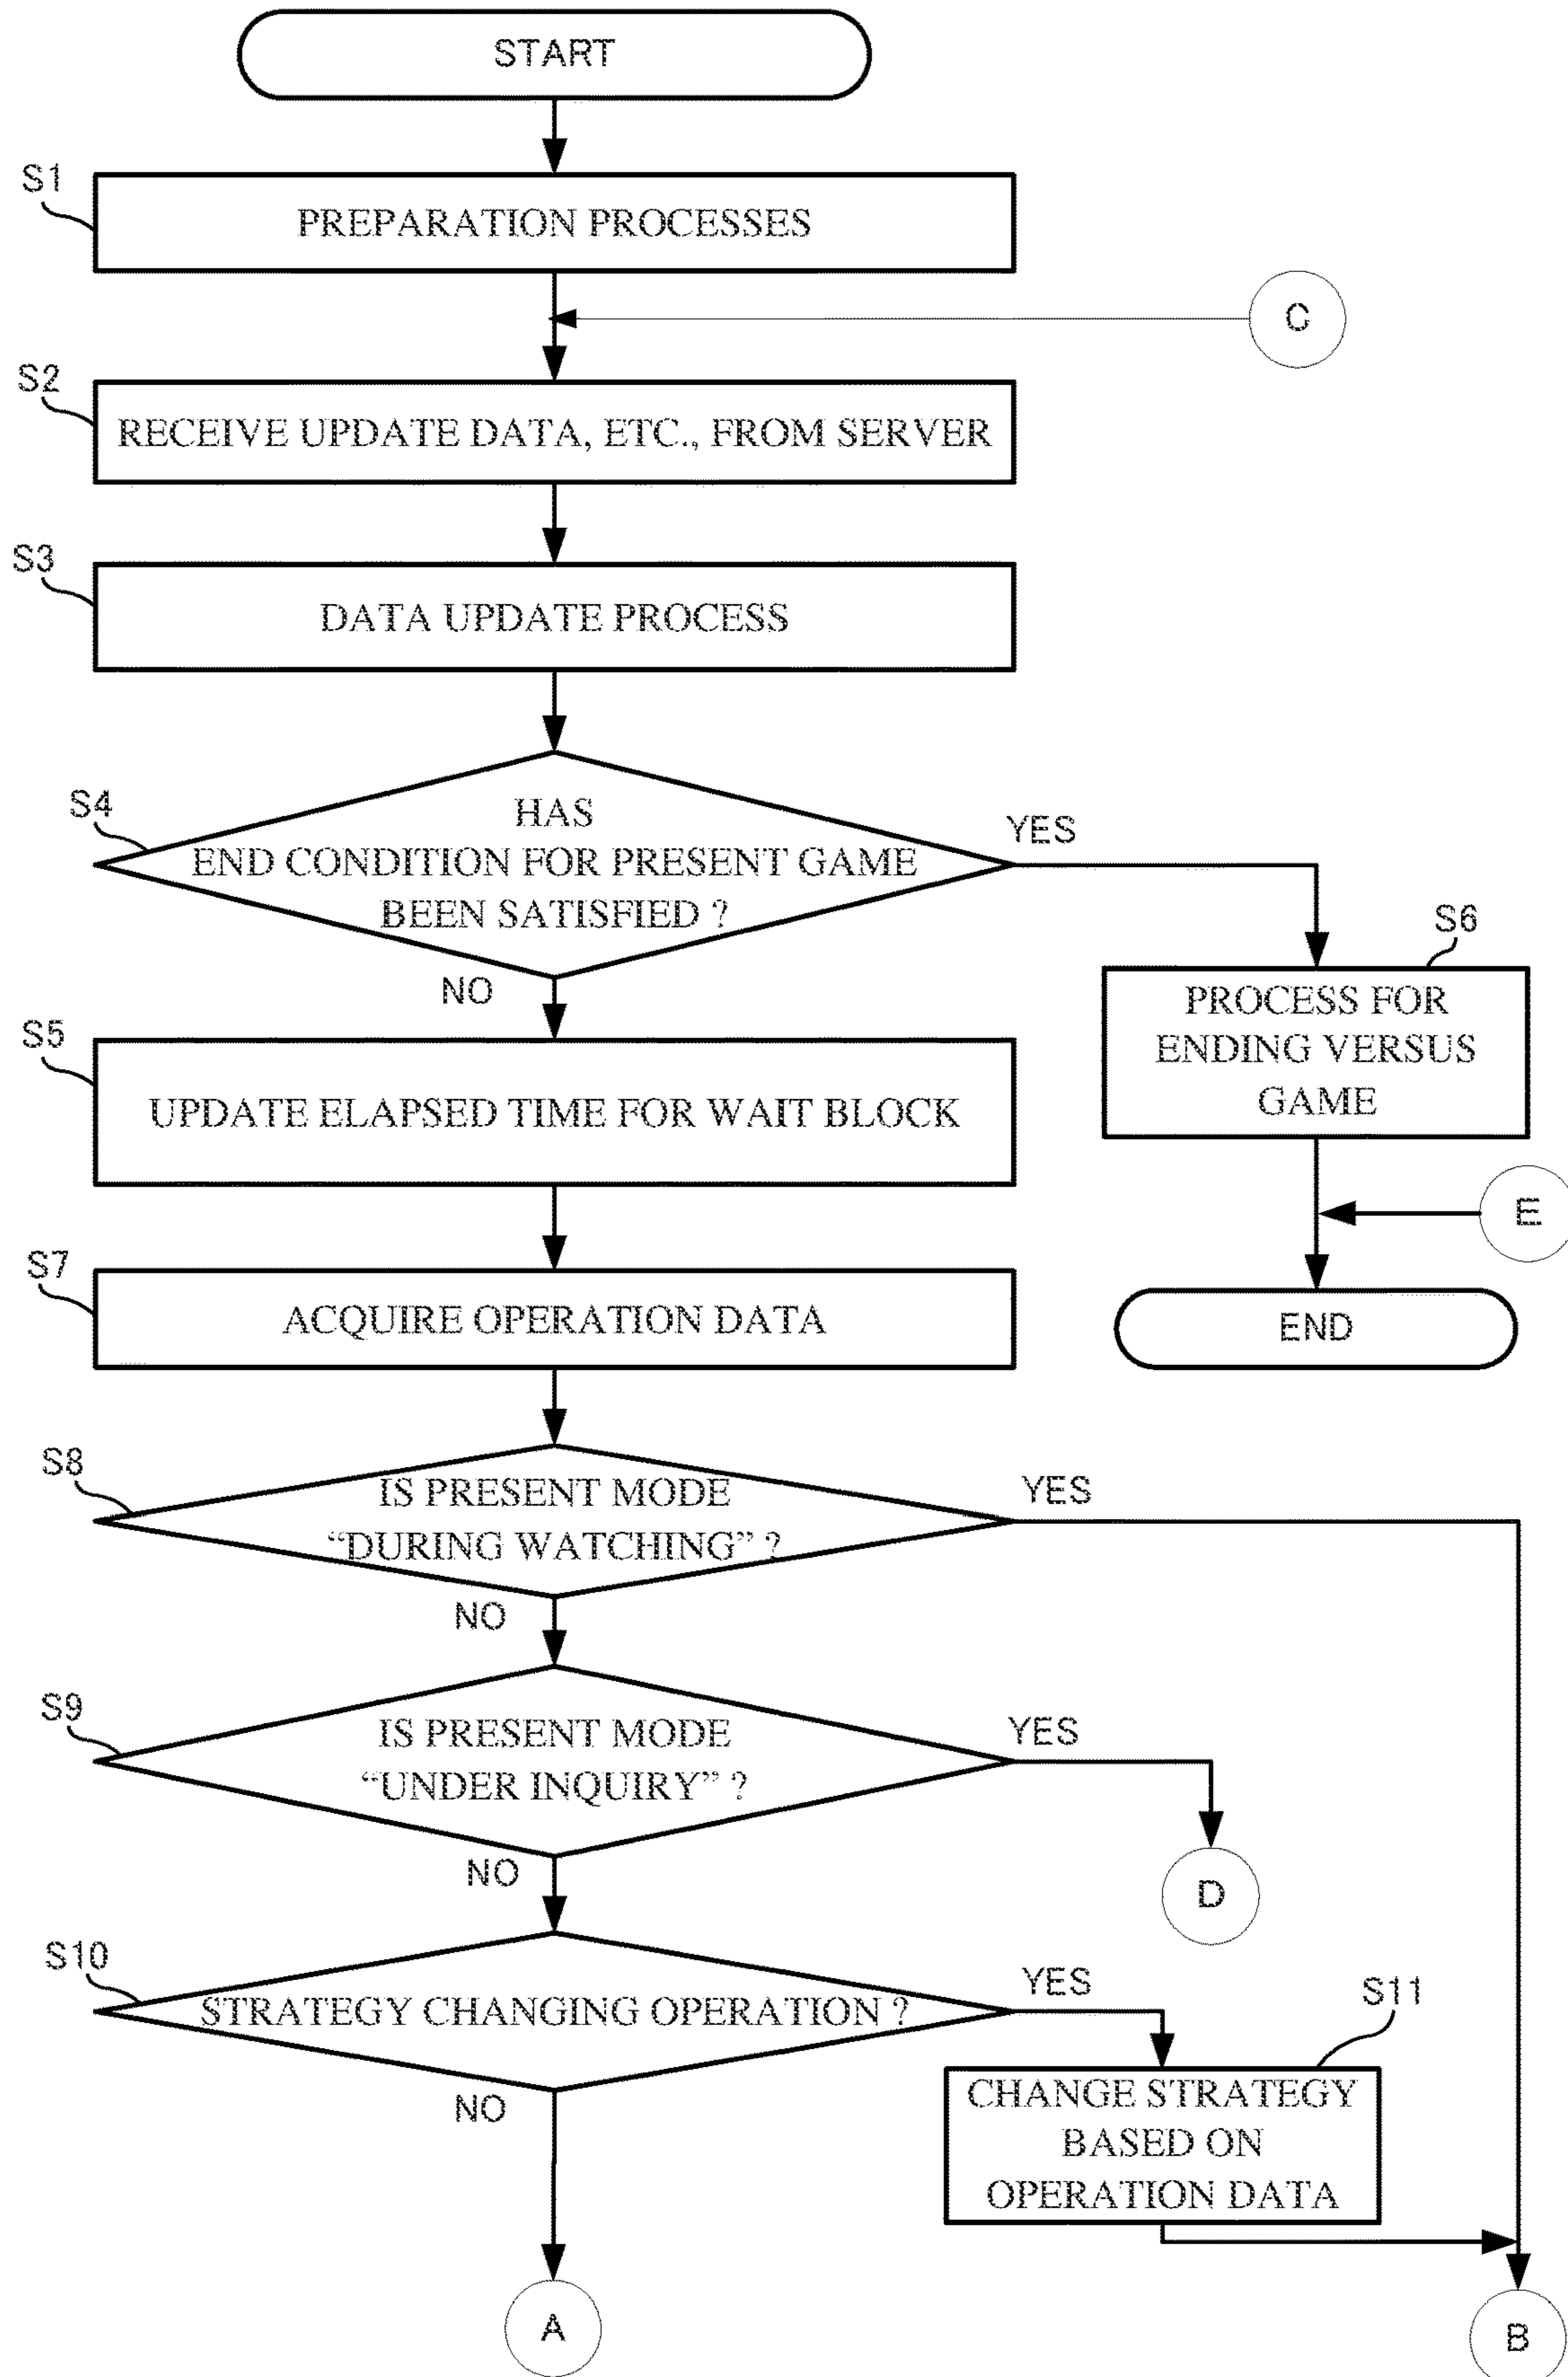 START
S1
PREPARATION PROCESSES
C
S2
RECEIVE UPDATE DATA, ETC., FROM SERVER
S3
DATA UPDATE PROCESS
S4
HAS
END CONDITION FOR PRESENT GAME
BEEN SATISFIED ?
YES
NO
S6
PROCESS FOR
ENDING VERSUS
GAME
S5
UPDATE ELAPSED TIME FOR WAIT BLOCK
E
S7
ACQUIRE OPERATION DATA
END
S8
IS PRESENT MODE
“DURING WATCHING” ?
YES
NO
S9
IS PRESENT MODE
“UNDER INQUIRY” ?
YES
NO
D
S10
STRATEGY CHANGING OPERATION ?
YES
NO
S11
CHANGE STRATEGY
BASED ON
OPERATION DATA
A
B